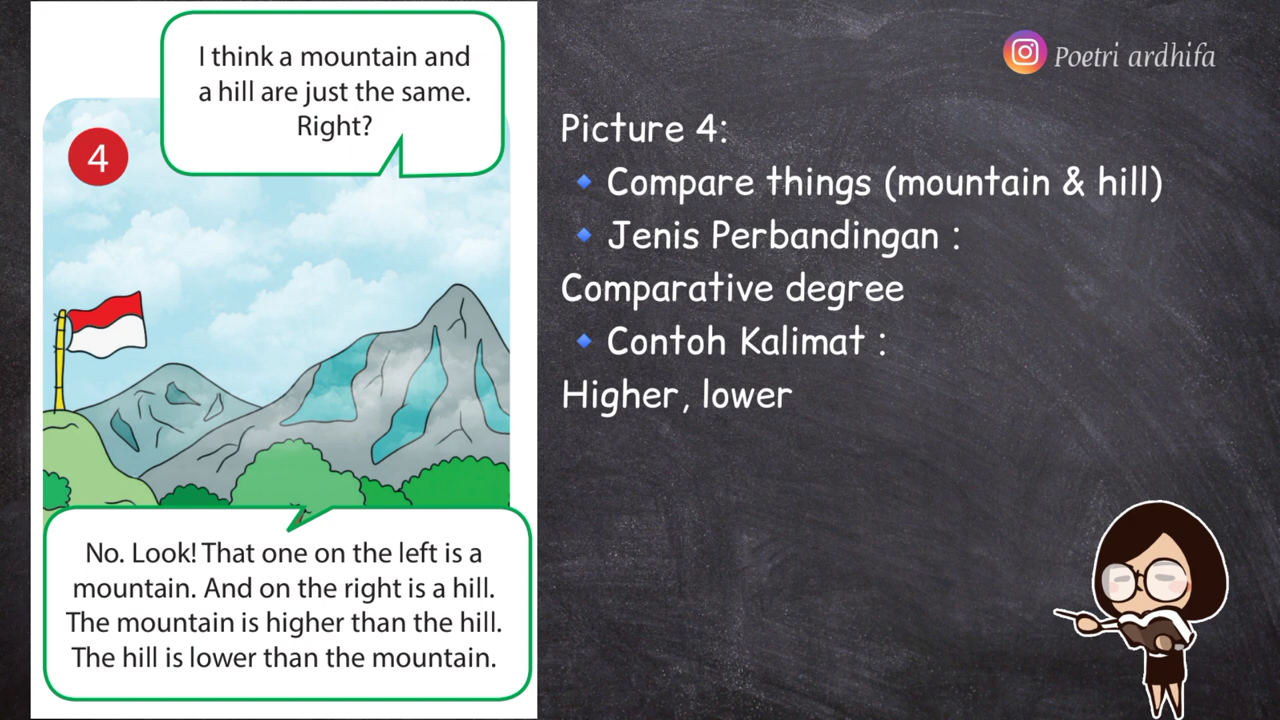 I think a mountain and
a hill are just the same.
Right?
4
No. Look! That one on the left is a
mountain. And on the right is a hill.
The mountain is higher than the hill.
The hill is lower than the mountain.
Poetri ardhifa
Picture 4:
🔹 Compare things (mountain & hill)
🔹 Jenis Perbandingan :
Comparative degree
🔹 Contoh Kalimat :
Higher, lower